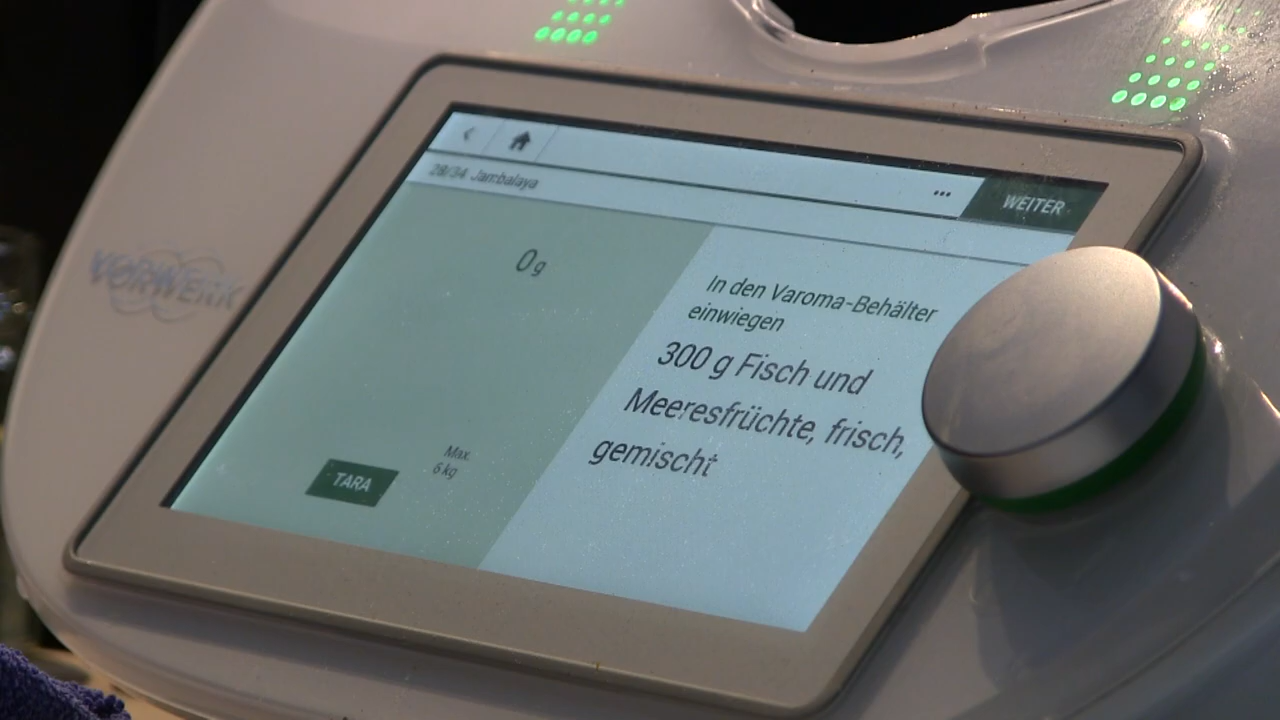 28/34 Jambalaya
...
WEITER
VORWERK
0 g
In den Varoma-Behälter
einwiegen
300 g Fisch und
Meeresfrüchte, frisch,
gemischt
Max.
6 kg
TARA